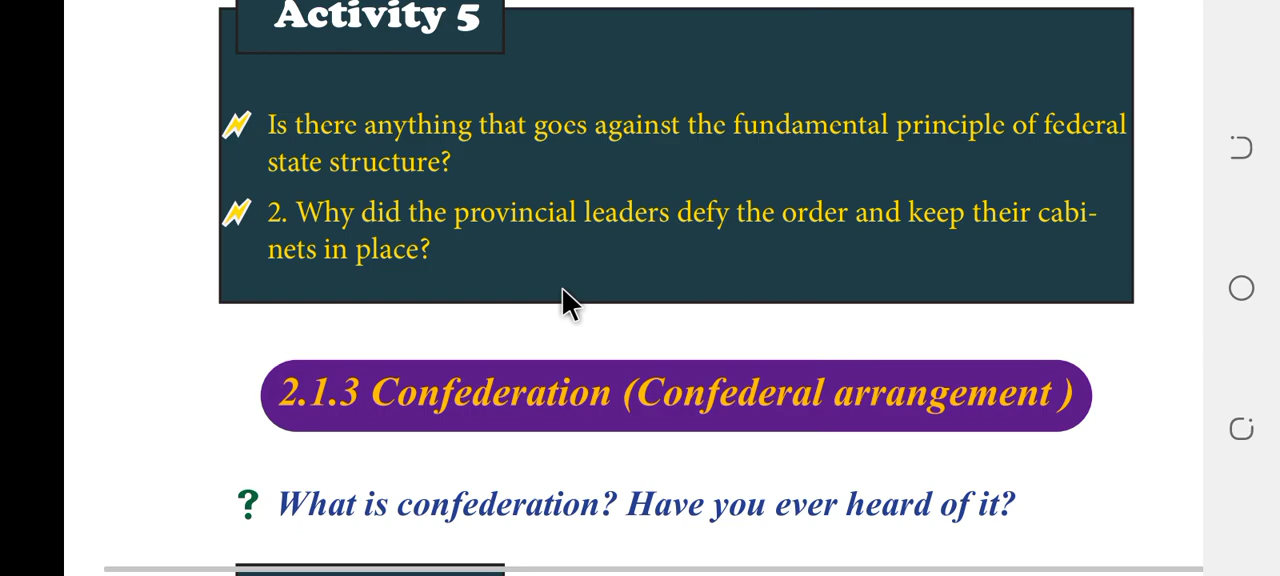 Activity 5
Is there anything that goes against the fundamental principle of federal
state structure?
2. Why did the provincial leaders defy the order and keep their cabi-
nets in place?
2.1.3 Confederation (Confederal arrangement )
? What is confederation? Have you ever heard of it?